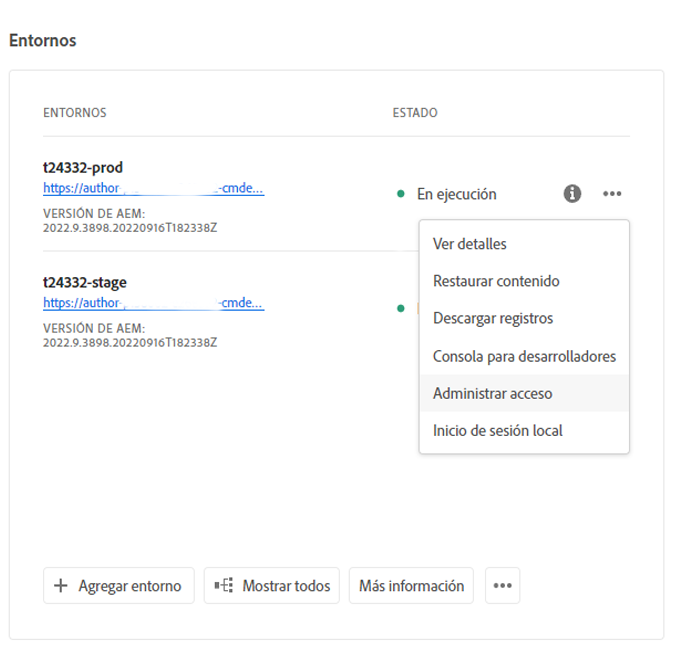 Entornos
ENTORNOS ESTADO
t24332-prod
https://author -cmde...
En ejecución
VERSIÓN DE AEM:
2022.9.3898.20220916T182338Z
Ver detalles
Restaurar contenido
Descargar registros
Consola para desarrolladores
Administrar acceso
Inicio de sesión local
t24332-stage
https://author- -cmde...
VERSIÓN DE AEM:
2022.9.3898.20220916T182338Z
Agregar entorno Mostrar todos Más información